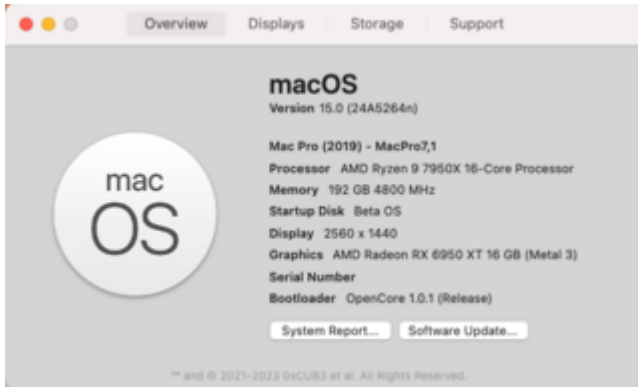 Overview Displays Storage Support
macOS
Version 15.0 (24A5264n)
Mac Pro (2019) - MacPro7,1
Processor AMD Ryzen 9 7950X 16-Core Processor
Memory 192 GB 4800 MHz
Startup Disk Beta OS
Display 2560 x 1440
Graphics AMD Radeon RX 6950 XT 16 GB (Metal 3)
Serial Number
Bootloader OpenCore 1.0.1 (Release)
mac
OS
System Report... Software Update...
™ and © 2021-2023 0xCUB3 et al. All Rights Reserved.